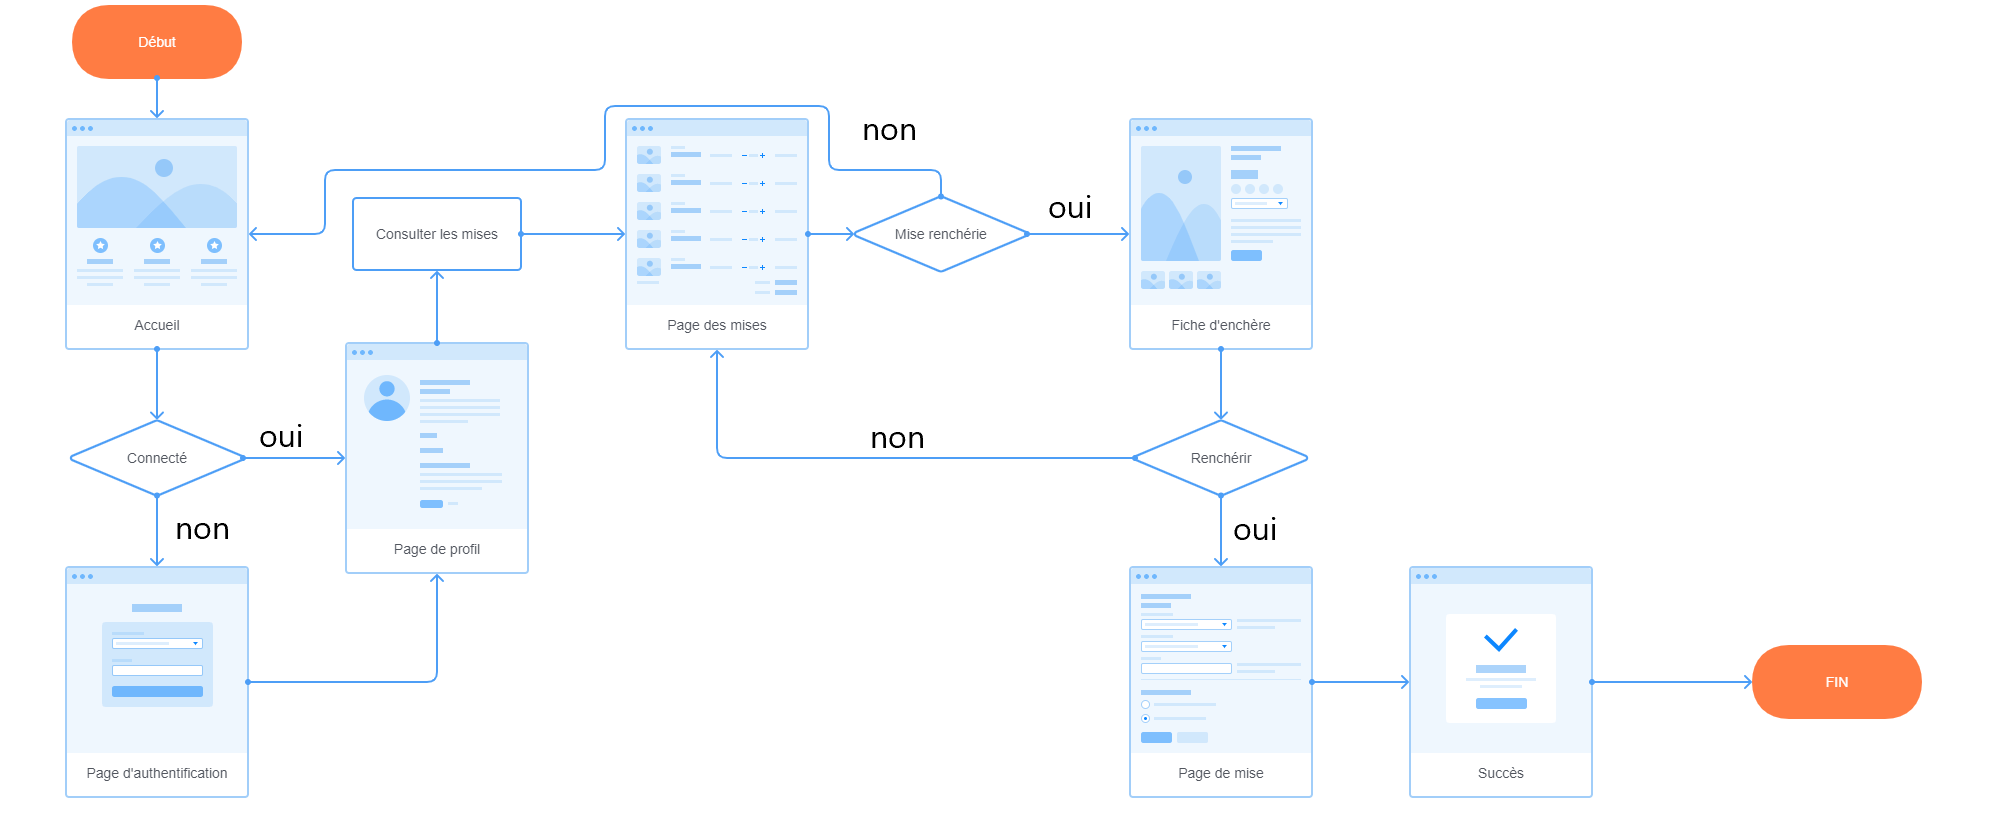 Début
non
oui
Consulter les mises
Mise renchérie
Accueil
Page des mises
Fiche d'enchère
oui
non
Connecté
Renchérir
non
oui
Page de profil
FIN
Page d'authentification
Page de mise
Succès